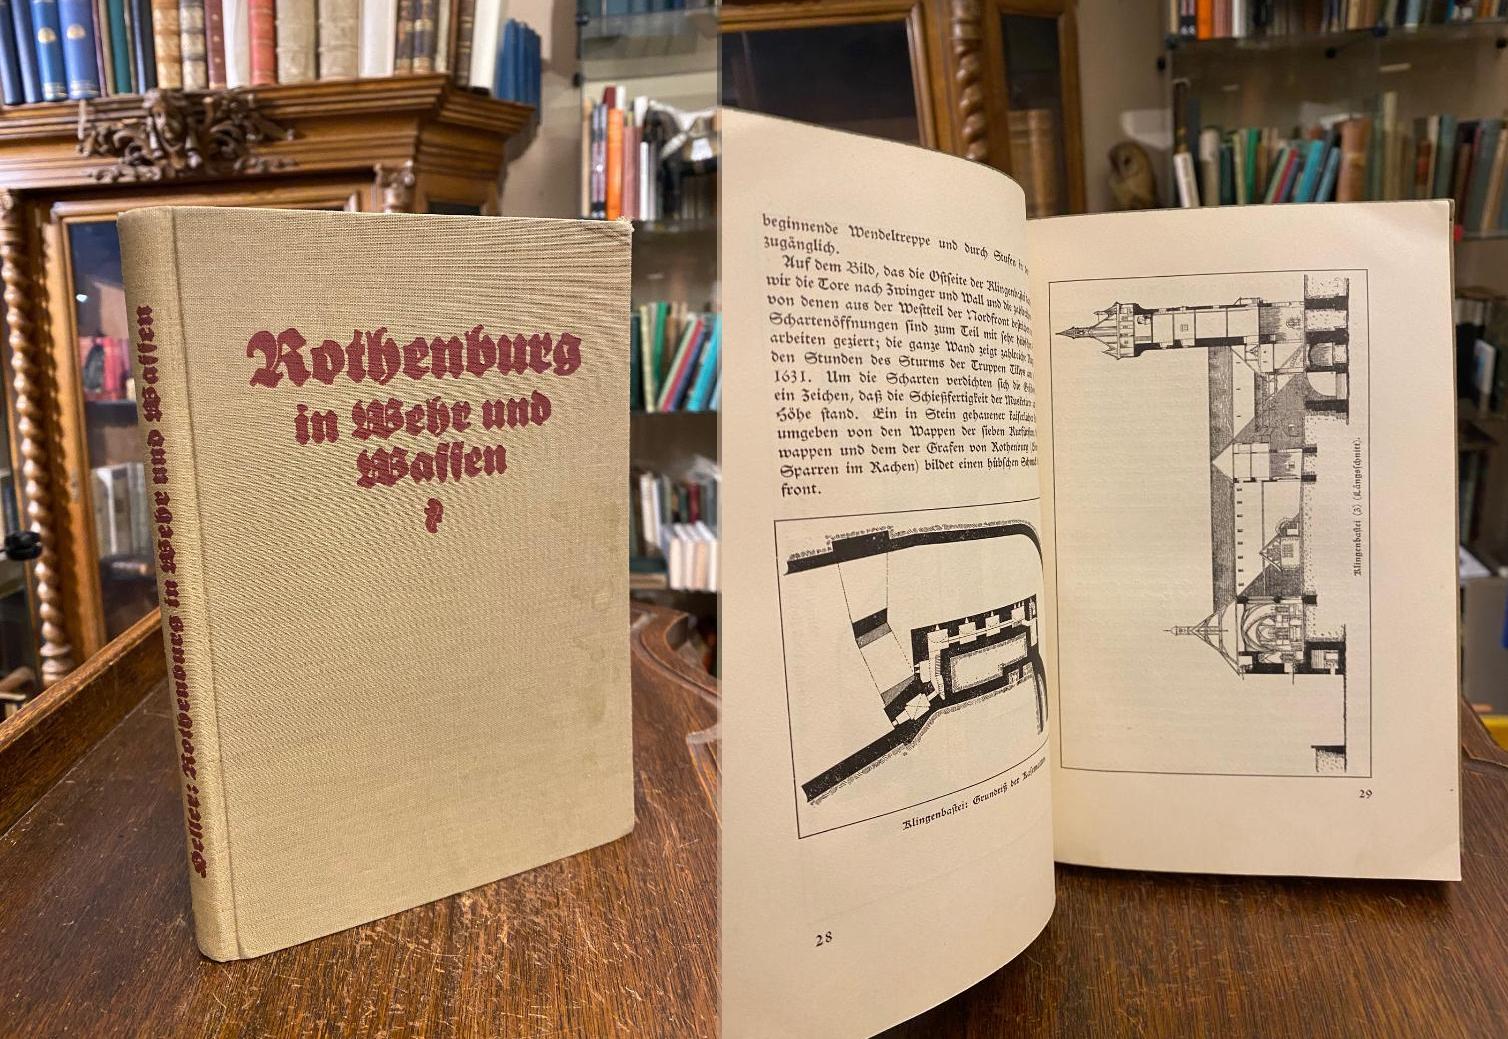 Rothenburg
in Wehr und
Waffen
Heller: Rothenburg in Wehr und Waffen
beginnende Wendeltreppe und durch Stufen in
zugänglich.
Auf dem Bild, das die Oſtſeite der Klingenbaſtei
wir die Tore nach Zwinger und Wall und die
von denen aus der Weſtteil der Nordfront
Schartenöffnungen ſind zum Teil mit ſehr
arbeiten geziert; die ganze Wand zeigt
den Stunden des Sturms der Truppen Tillys
1631. Um die Scharten verdichten ſich die
ein Zeichen, daß die Schießfertigkeit der
Höhe ſtand. Ein in Stein gehauener
umgeben von den Wappen der ſieben
wappen und dem der Grafen von Rothenburg
Sparren im Rachen) bildet einen hübſchen
front.
Klingenbaſtei: Grundriß der
28
Klingenbaſtei (3) (Längsſchnitt).
29